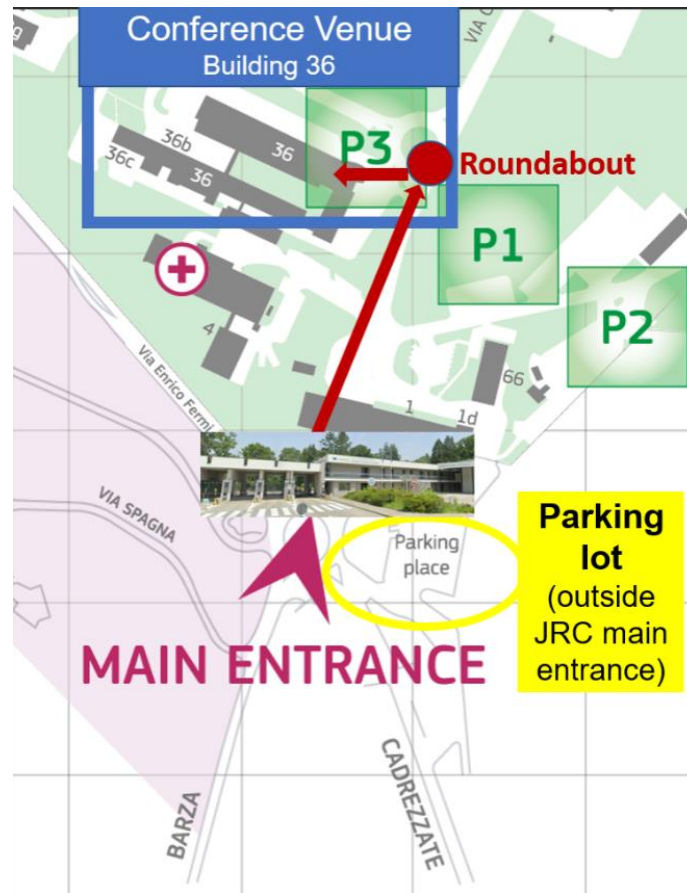 Conference Venue
Building 36
36b
36c
36
36
P3
Roundabout
P1
P2
4
Via Enrico Fermi
66
1
1d
VIA SPAGNA
Parking
place
Parking
lot
(outside
JRC main
entrance)
MAIN ENTRANCE
BARZA
CADREZZATE